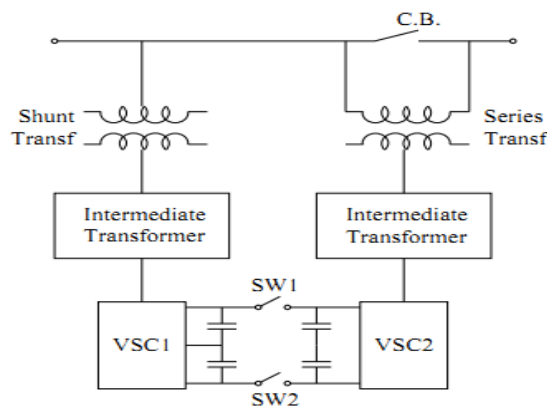 C.B.
Shunt
Transf
Series
Transf
Intermediate
Transformer
Intermediate
Transformer
SW1
VSC1
VSC2
SW2